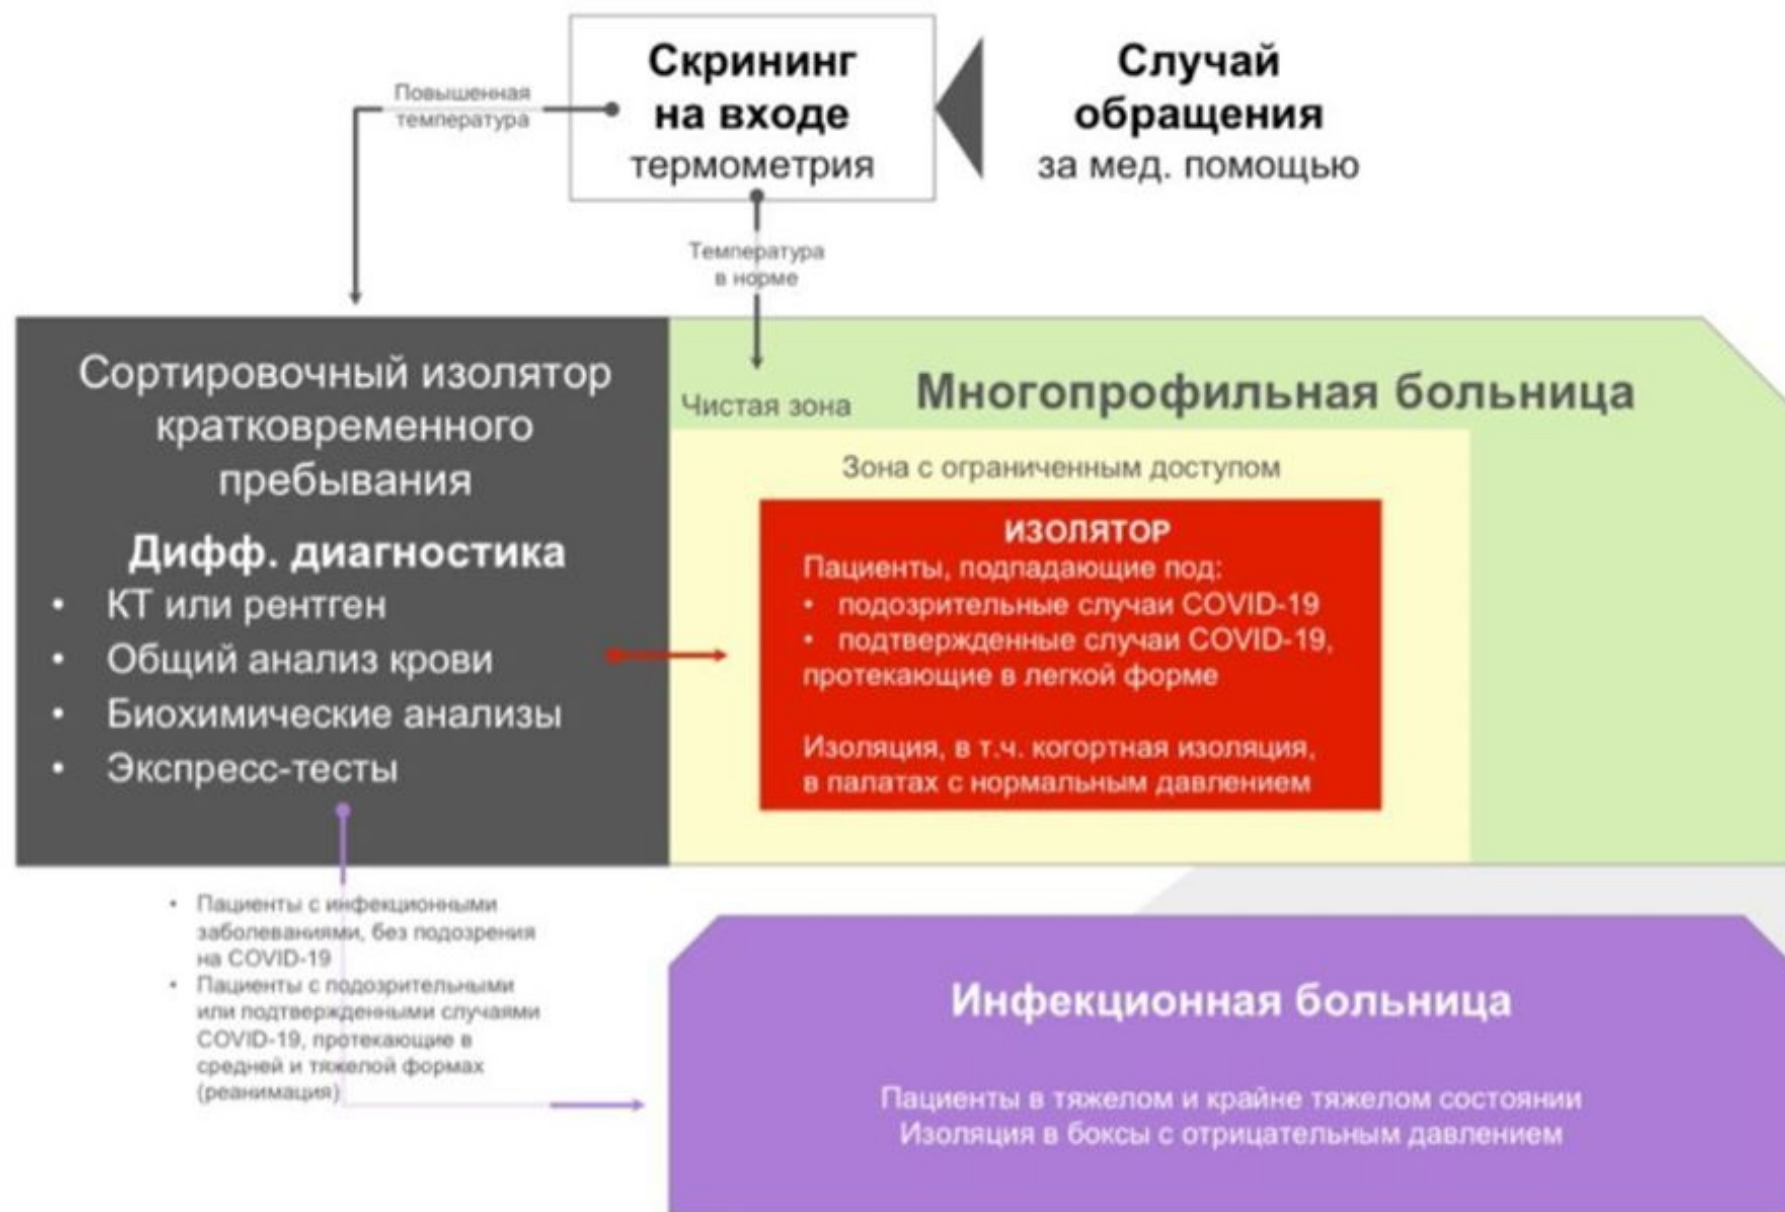 Скрининг
на входе
термометрия
Случай
обращения
за мед. помощью
Повышенная
температура
Температура
в норме
Сортировочный изолятор
кратковременного
пребывания
Дифф. диагностика
• КТ или рентген
• Общий анализ крови
• Биохимические анализы
• Экспресс-тесты
Чистая зона
Многопрофильная больница
Зона с ограниченным доступом
ИЗОЛЯТОР
Пациенты, подпадающие под:
• подозрительные случаи COVID-19
• подтвержденные случаи COVID-19,
протекающие в легкой форме
Изоляция, в т.ч. когортная изоляция,
в палатах с нормальным давлением
• Пациенты с инфекционными
заболеваниями, без подозрения
на COVID-19
• Пациенты с подозрительными
или подтвержденными случаями
COVID-19, протекающие в
средней и тяжелой формах
(реанимация)
Инфекционная больница
Пациенты в тяжелом и крайне тяжелом состоянии
Изоляция в боксы с отрицательным давлением